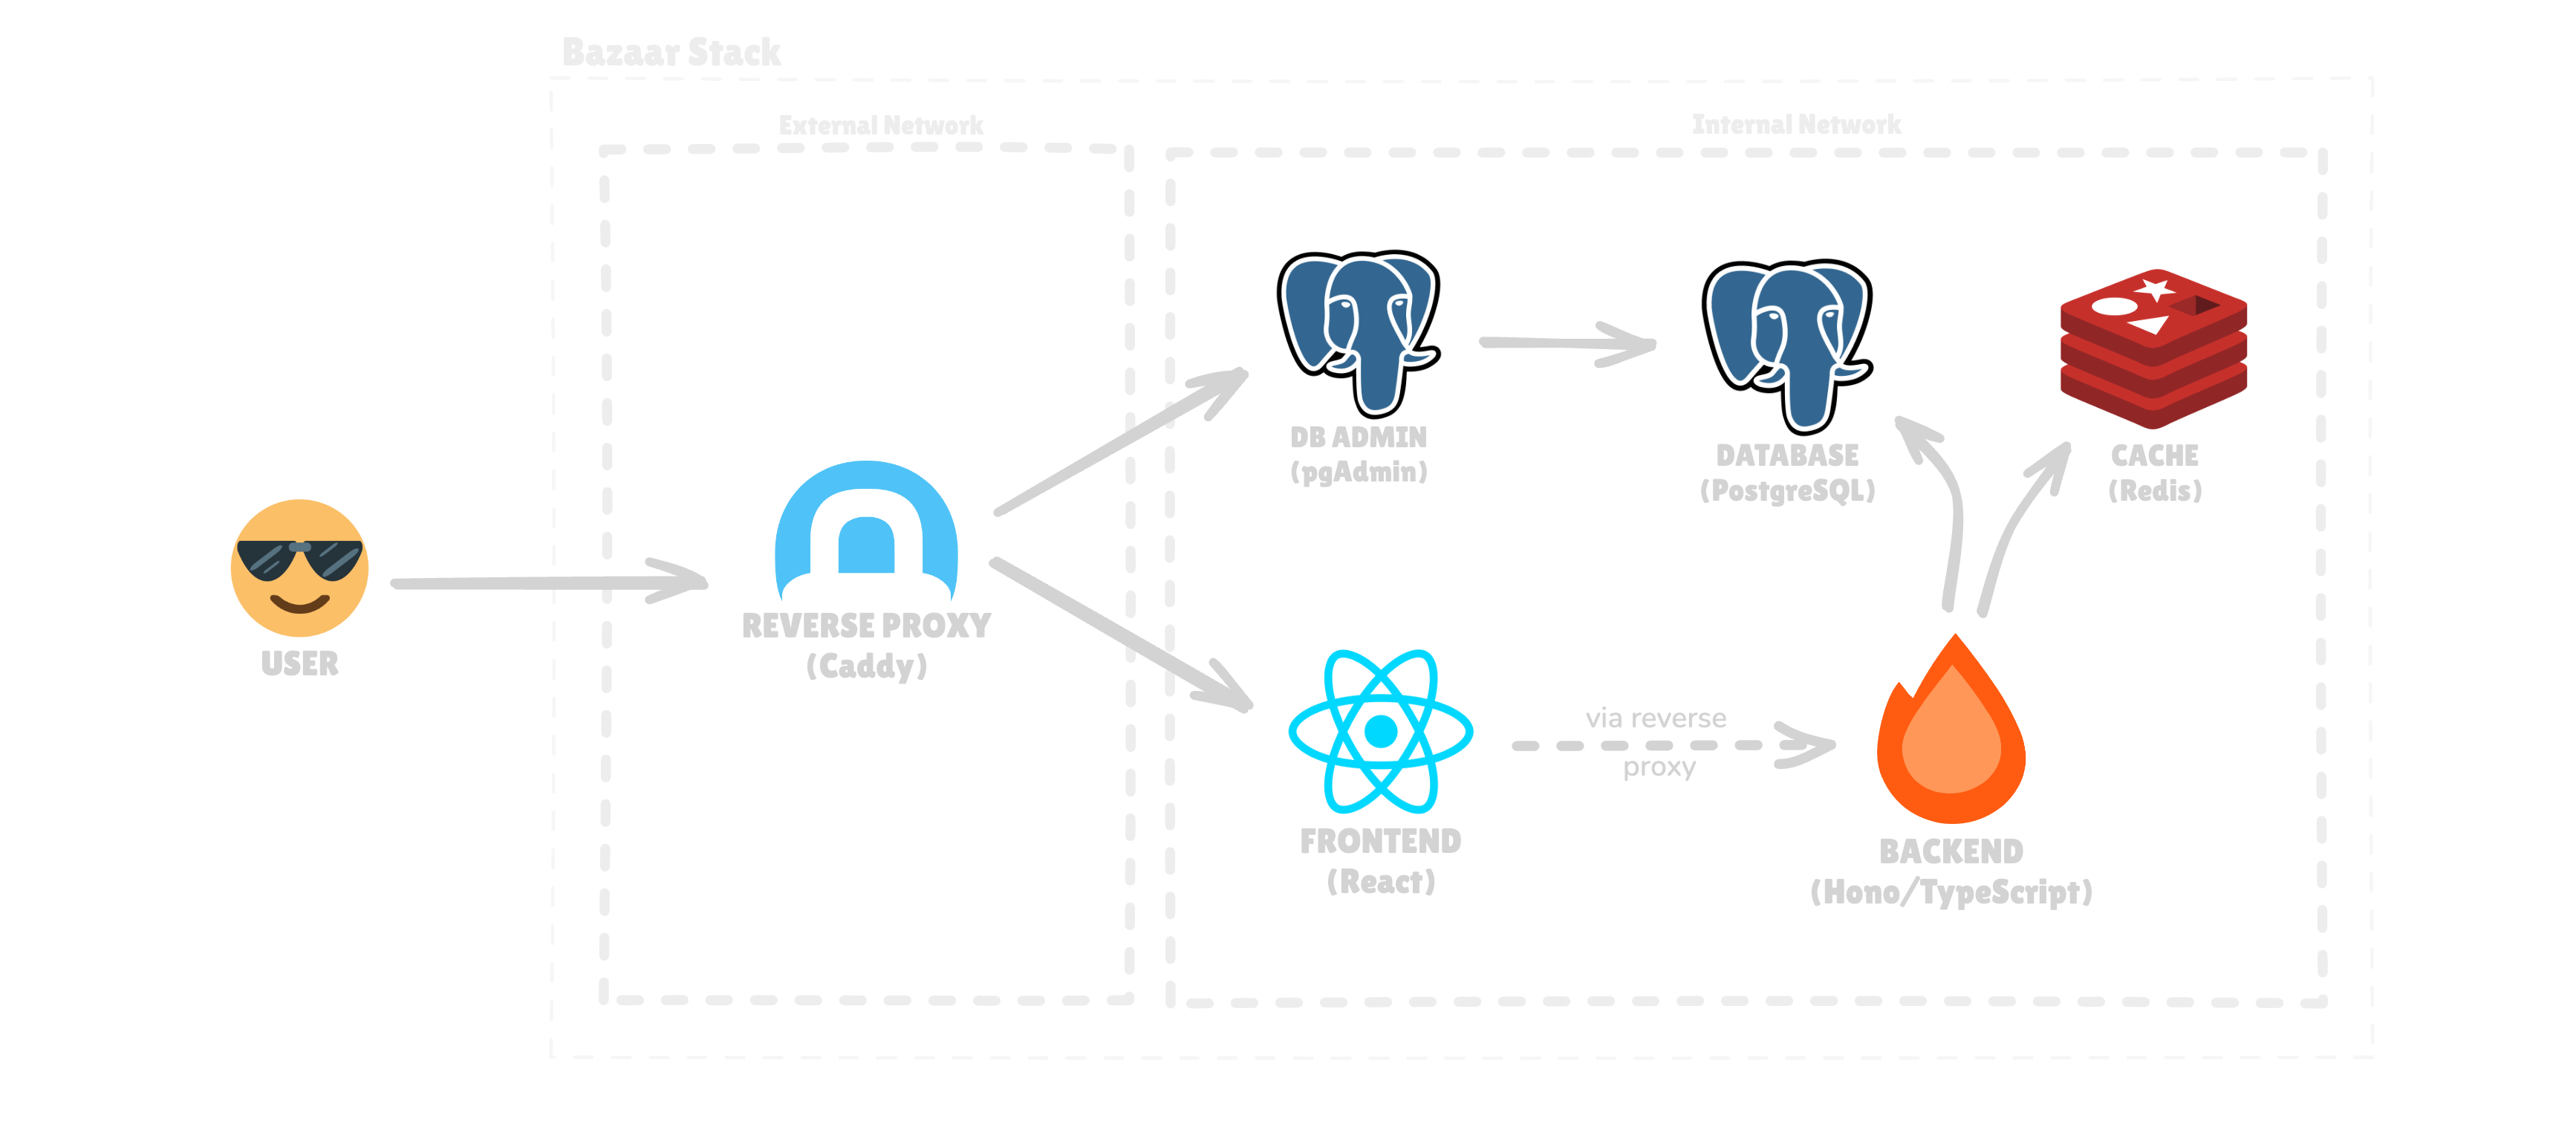 Bazaar Stack
External Network
Internal Network
USER
REVERSE PROXY
(Caddy)
DB ADMIN
(pgAdmin)
DATABASE
(PostgreSQL)
CACHE
(Redis)
FRONTEND
(React)
via reverse
proxy
BACKEND
(Hono/TypeScript)